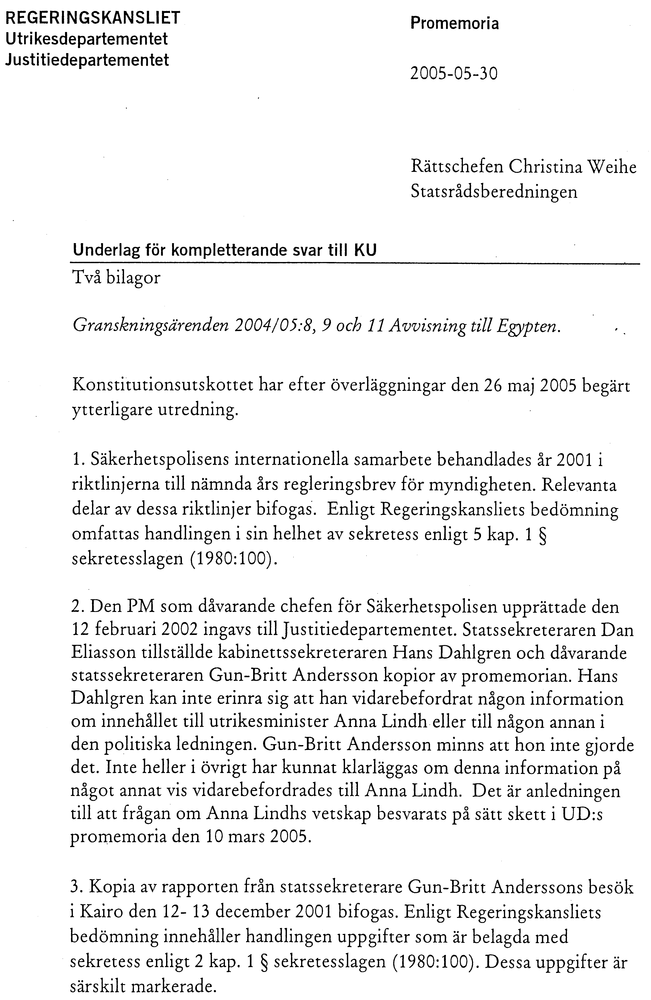 REGERINGSKANSLIET
Utrikesdepartementet
Justitiedepartementet
Promemoria
2005-05-30
Rättschefen Christina Weihe
Statsrådsberedningen
Underlag för kompletterande svar till KU
Två bilagor
Granskningsärenden 2004/05:8, 9 och 11 Avvisning till Egypten.
Konstitutionsutskottet har efter överläggningar den 26 maj 2005 begärt
ytterligare utredning.
1. Säkerhetspolisens internationella samarbete behandlades år 2001 i
riktlinjerna till nämnda års regleringsbrev för myndigheten. Relevanta
delar av dessa riktlinjer bifogas. Enligt Regeringskansliets bedömning
omfattas handlingen i sin helhet av sekretess enligt 5 kap. 1 §
sekretesslagen (1980:100).
2. Den PM som dåvarande chefen för Säkerhetspolisen upprättade den
12 februari 2002 ingavs till Justitiedepartementet. Statssekreteraren Dan
Eliasson tillställde kabinettssekreteraren Hans Dahlgren och dåvarande
statssekreteraren Gun-Britt Andersson kopior av promemorian. Hans
Dahlgren kan inte erinra sig att han vidarebefordrat någon information
om innehållet till utrikesminister Anna Lindh eller till någon annan i
den politiska ledningen. Gun-Britt Andersson minns att hon inte gjorde
det. Inte heller i övrigt har kunnat klarläggas om denna information på
något annat vis vidarebefordrades till Anna Lindh. Det är anledningen
till att frågan om Anna Lindhs vetskap besvarats på sätt skett i UD:s
promemoria den 10 mars 2005.
3. Kopia av rapporten från statssekreterare Gun-Britt Anderssons besök
i Kairo den 12- 13 december 2001 bifogas. Enligt Regeringskansliets
bedömning innehåller handlingen uppgifter som är belagda med
sekretess enligt 2 kap. 1 § sekretesslagen (1980:100). Dessa uppgifter är
särskilt markerade.